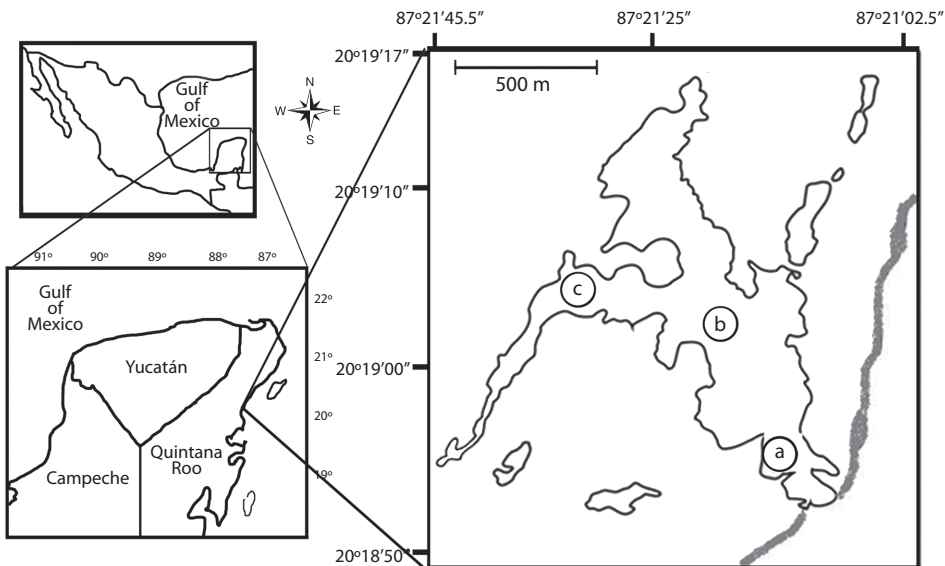 87º21'45.5"
87º21'25"
87º21'02.5"
20º19'17"
20º19'10"
20º19'00"
20º18'50"
500 m
Gulf
of
Mexico
N
W
E
S
91º
90º
89º
88º
87º
22º
21º
20º
19º
Gulf
of
Mexico
Yucatán
Campeche
Quintana
Roo
c
b
a